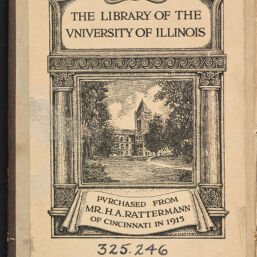 THE LIBRARY OF THE
VNIVERSITY OF ILLINOIS
PVRCHASED FROM
MR. H. A. RATTERMANN
OF CINCINNATI IN 1915
325.246